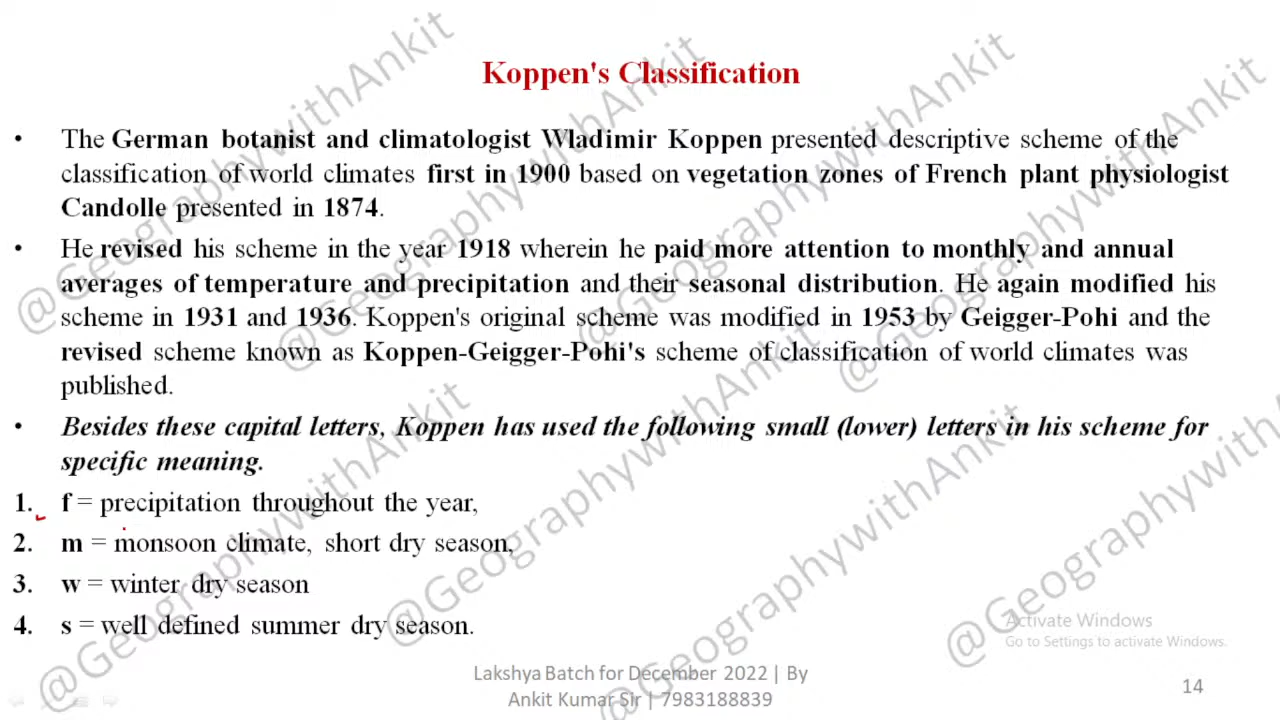 Koppen's Classification
• The German botanist and climatologist Wladimir Koppen presented descriptive scheme of the
classification of world climates first in 1900 based on vegetation zones of French plant physiologist
Candolle presented in 1874.
• He revised his scheme in the year 1918 wherein he paid more attention to monthly and annual
averages of temperature and precipitation and their seasonal distribution. He again modified his
scheme in 1931 and 1936. Koppen's original scheme was modified in 1953 by Geigger-Pohi and the
revised scheme known as Koppen-Geigger-Pohi's scheme of classification of world climates was
published.
• Besides these capital letters, Koppen has used the following small (lower) letters in his scheme for
specific meaning.
1. f = precipitation throughout the year,
2. m = monsoon climate, short dry season,
3. w = winter dry season
4. s = well defined summer dry season.
Activate Windows
Go to Settings to activate Windows.
Lakshya Batch for December 2022 | By
Ankit Kumar Sir | 7983188839
14
@GeographywithAnkit
@GeographywithAnkit
@GeographywithAnkit
@GeographywithAnkit
@GeographywithAnkit
@GeographywithAnkit
@GeographywithAnkit
@GeographywithAnkit